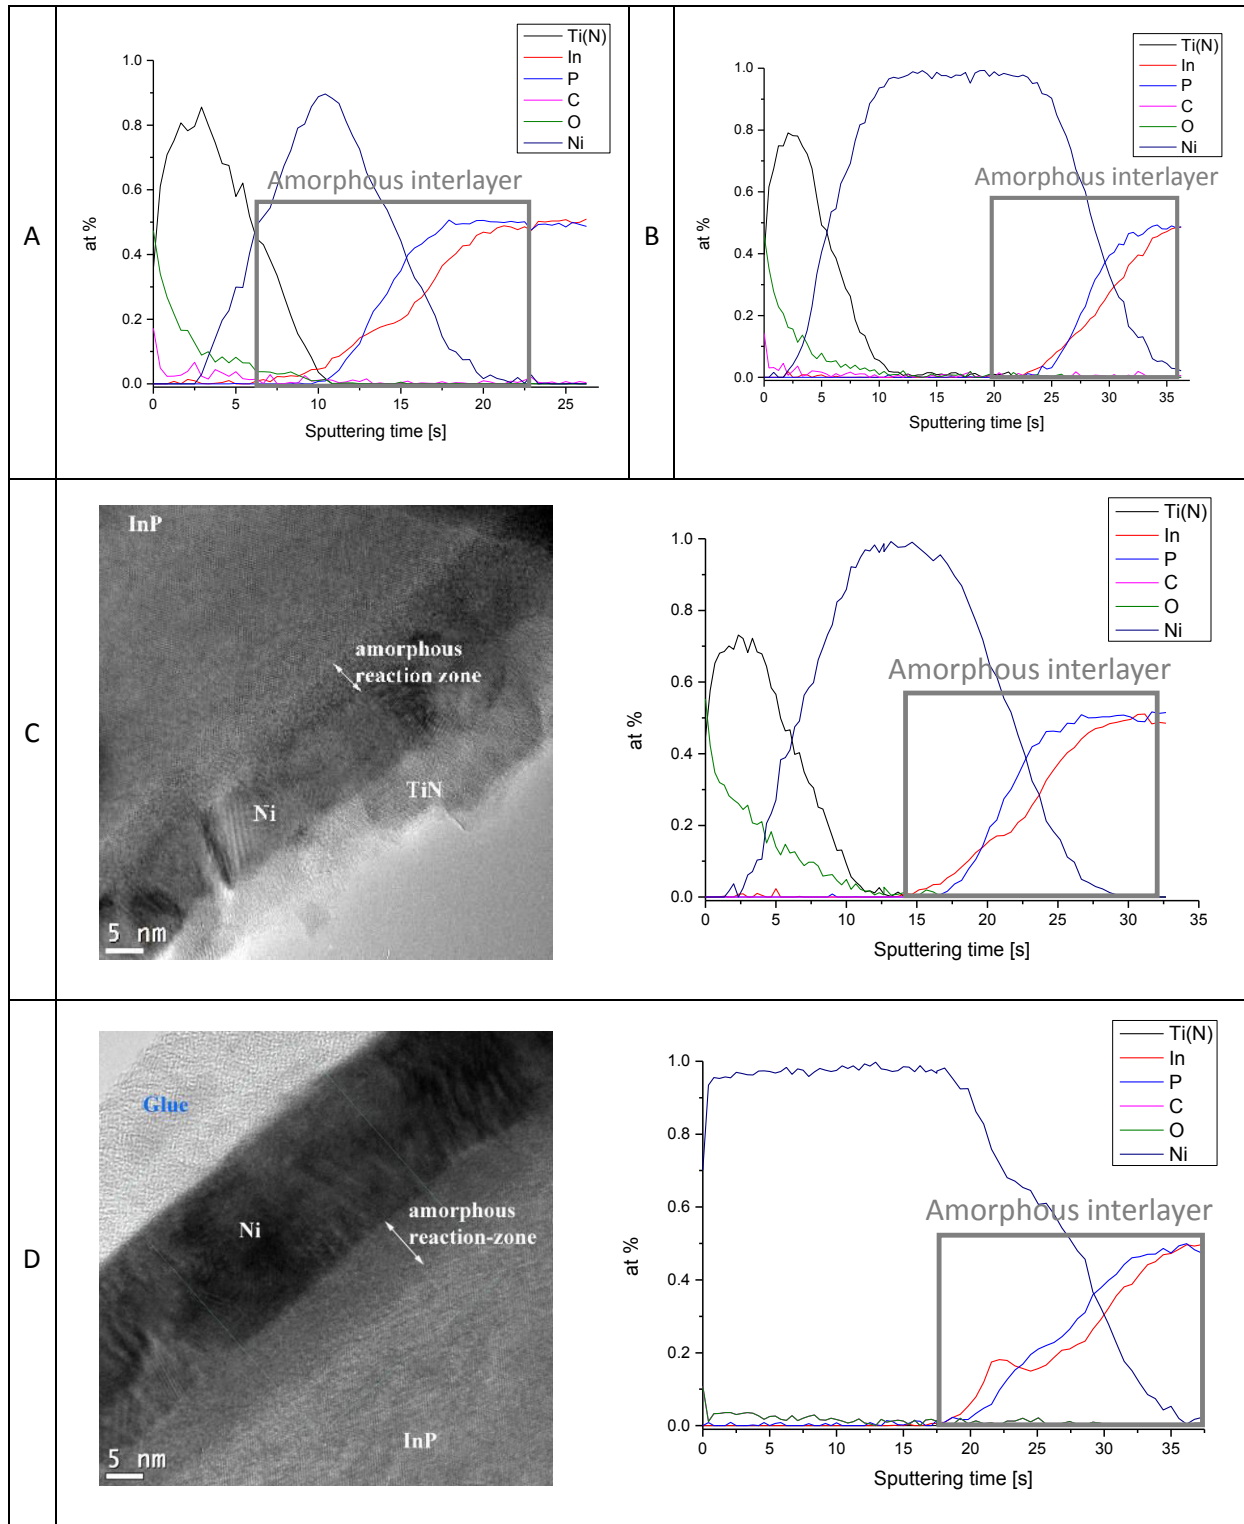 A
Ti(N)
In
P
C
O
Ni
1.0
0.8
0.6
0.4
0.2
0.0
at %
Amorphous interlayer
0 5 10 15 20 25
Sputtering time [s]
B
Ti(N)
In
P
C
O
Ni
1.0
0.8
0.6
0.4
0.2
0.0
at %
Amorphous interlayer
0 5 10 15 20 25 30 35
Sputtering time [s]
C
InP
amorphous
reaction zone
Ni
TiN
5 nm
Ti(N)
In
P
C
O
Ni
1.0
0.8
0.6
0.4
0.2
0.0
at %
Amorphous interlayer
0 5 10 15 20 25 30 35
Sputtering time [s]
D
Glue
Ni
amorphous
reaction-zone
InP
5 nm
Ti(N)
In
P
C
O
Ni
1.0
0.8
0.6
0.4
0.2
0.0
at %
Amorphous interlayer
0 5 10 15 20 25 30 35
Sputtering time [s]